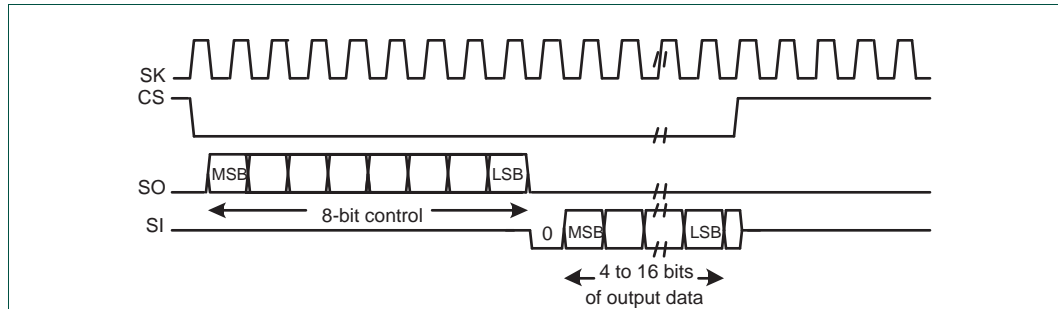 SK
CS
SO
MSB
LSB
8-bit control
SI
0
MSB
LSB
4 to 16 bits
of output data